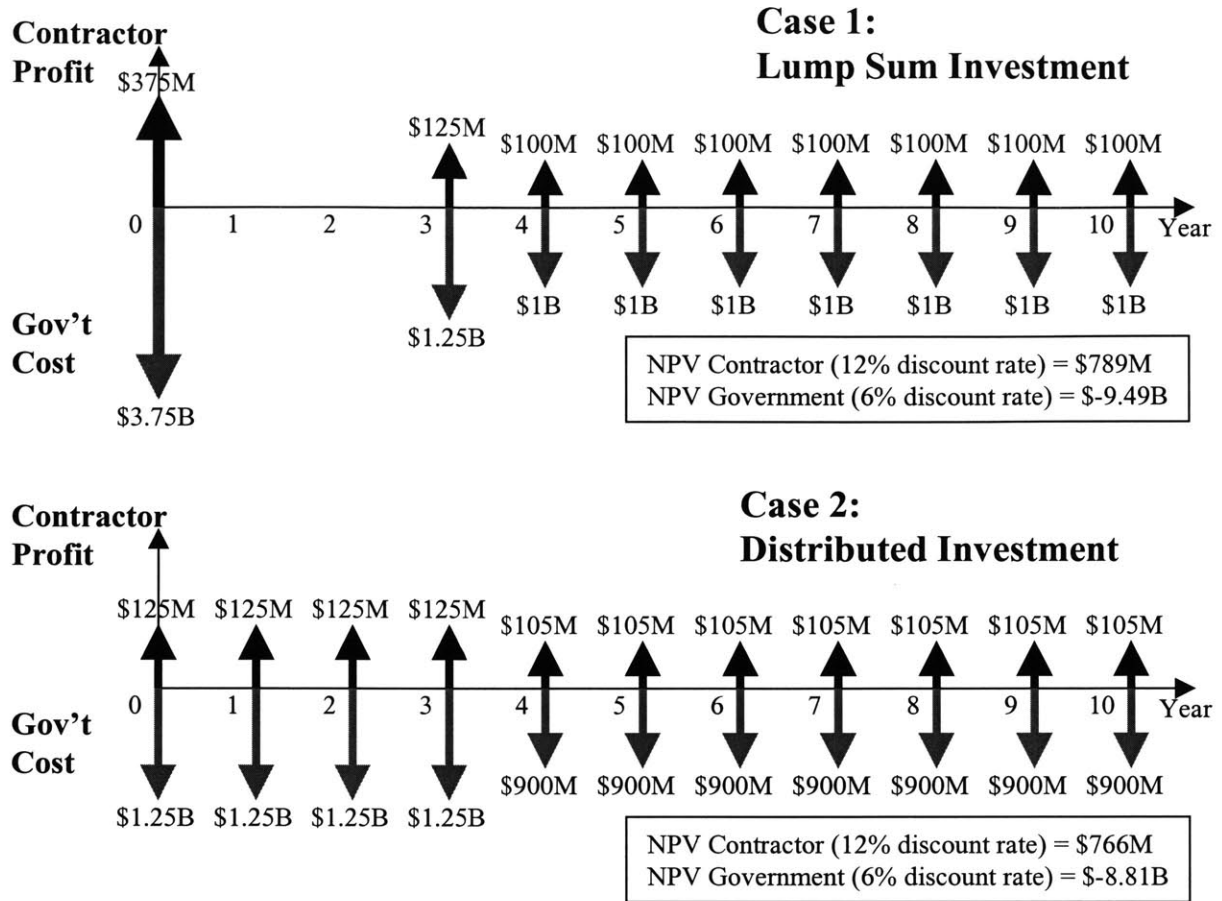 Case 1:
Lump Sum Investment
Contractor
Profit
$375M
$125M
$100M $100M $100M $100M $100M $100M $100M
0 1 2 3 4 5 6 7 8 9 10 Year
Gov't
Cost
$3.75B
$1.25B
$1B $1B $1B $1B $1B $1B $1B
NPV Contractor (12% discount rate) = $789M
NPV Government (6% discount rate) = $-9.49B
Case 2:
Distributed Investment
Contractor
Profit
$125M $125M $125M $125M
$105M $105M $105M $105M $105M $105M $105M
0 1 2 3 4 5 6 7 8 9 10 Year
Gov't
Cost
$1.25B $1.25B $1.25B $1.25B
$900M $900M $900M $900M $900M $900M $900M
NPV Contractor (12% discount rate) = $766M
NPV Government (6% discount rate) = $-8.81B